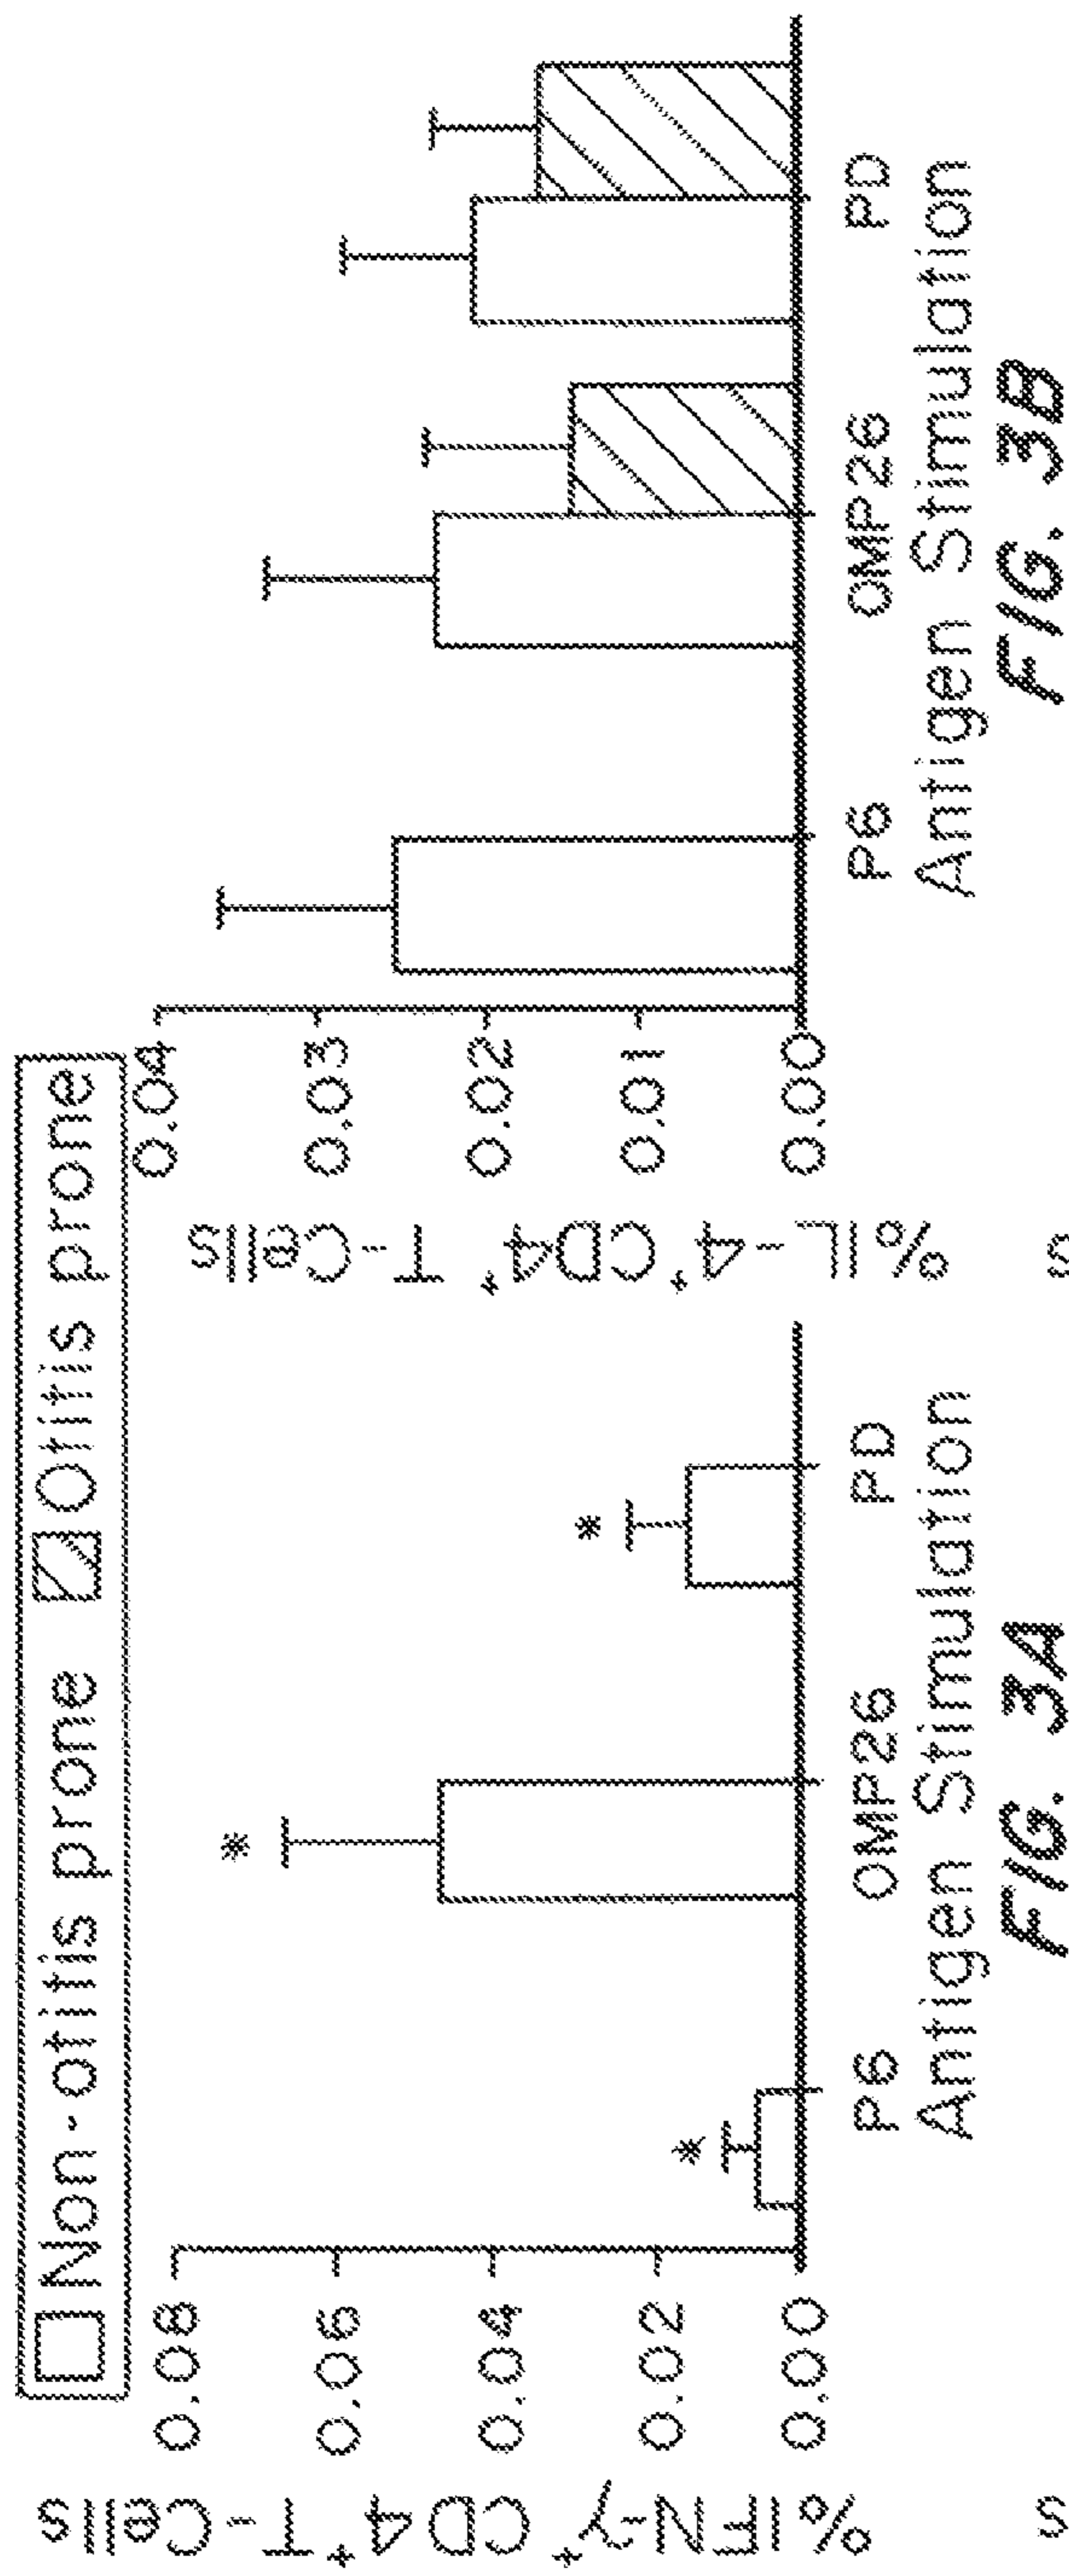 Non-otitis prone Otitis prone
%IFN-γ⁺CD4⁺T-Cells
0.08
0.06
0.04
0.02
0.00
* * *
P6 OMP26 PD
Antigen Stimulation
FIG. 3A
%IL-4⁺CD4⁺T-Cells
0.04
0.03
0.02
0.01
0.00
P6 OMP26 PD
Antigen Stimulation
FIG. 3B
s
s